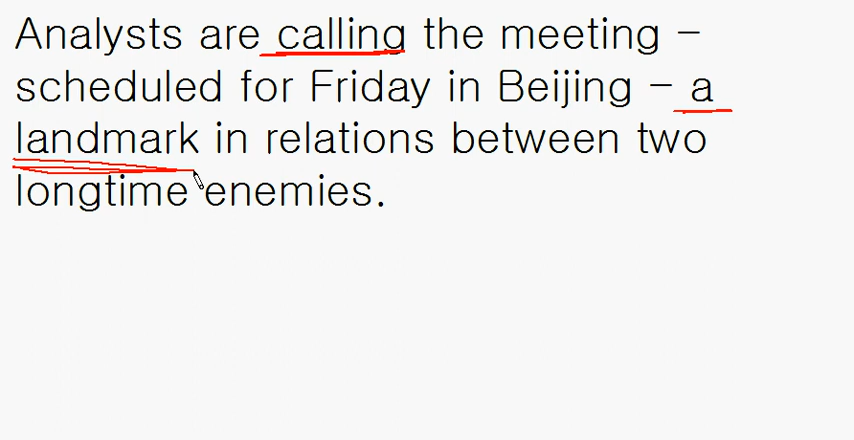 Analysts are calling the meeting –
scheduled for Friday in Beijing – a
landmark in relations between two
longtime enemies.